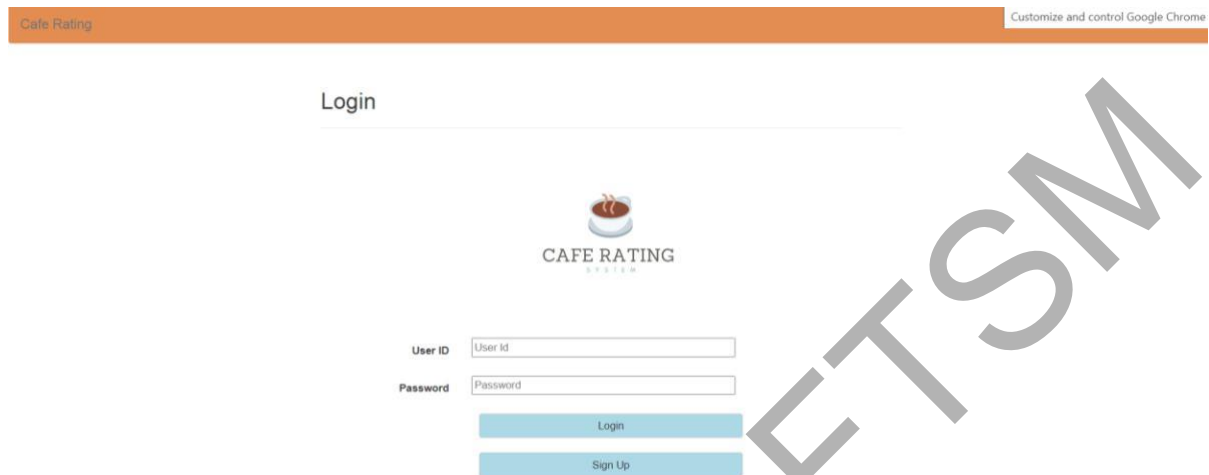 Cafe Rating
Customize and control Google Chrome
Login
CAFE RATING
SYSTEM
User ID
User Id
Password
Password
Login
Sign Up
FTSM